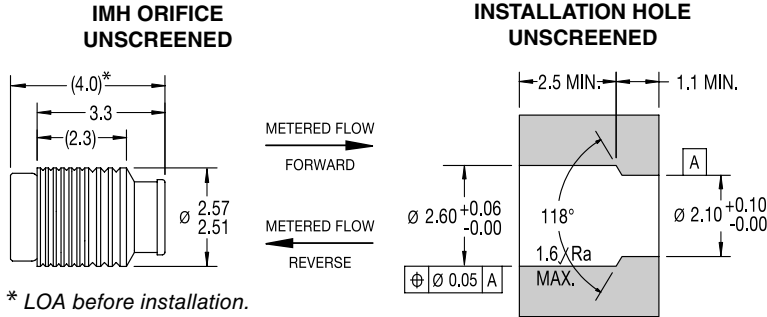 IMH ORIFICE
UNSCREENED
(4.0)*
3.3
(2.3)
Ø 2.57
2.51
* LOA before installation.
METERED FLOW
FORWARD
METERED FLOW
REVERSE
INSTALLATION HOLE
UNSCREENED
2.5 MIN.
1.1 MIN.
A
Ø 2.60 +0.06
-0.00
118°
Ø 2.10 +0.10
-0.00
1.6 Ra
MAX.
⌖ Ø 0.05 A